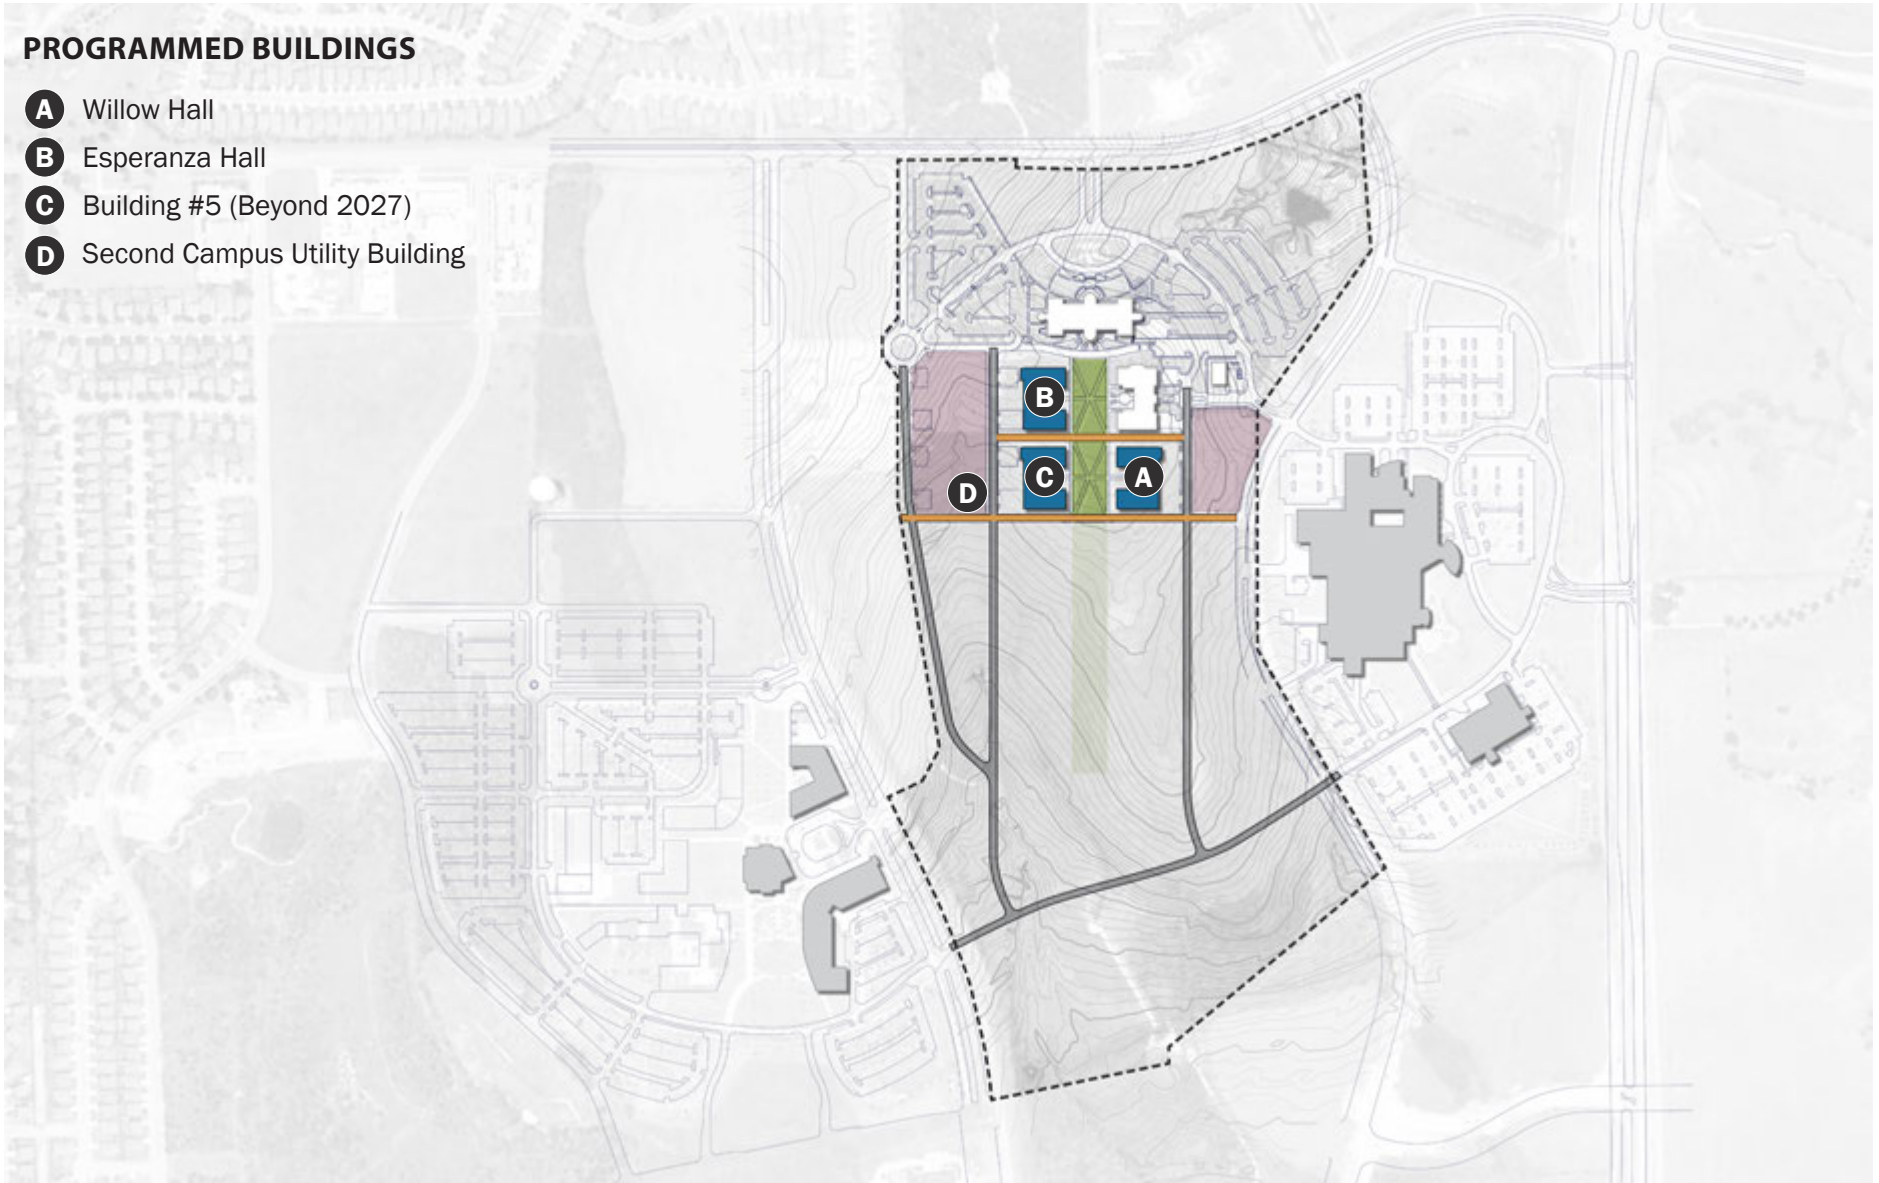 PROGRAMMED BUILDINGS
A Willow Hall
B Esperanza Hall
C Building #5 (Beyond 2027)
D Second Campus Utility Building
B
C
A
D